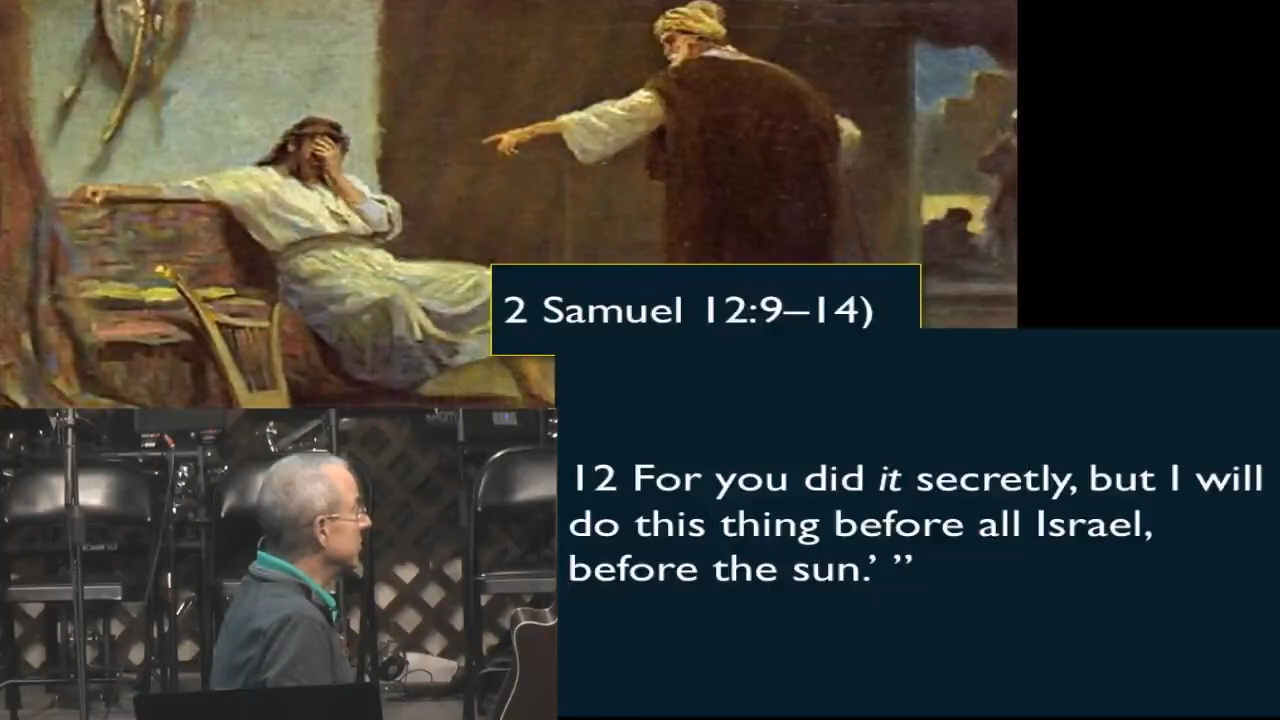 2 Samuel 12:9–14)
12 For you did it secretly, but I will
do this thing before all Israel,
before the sun.’ ”